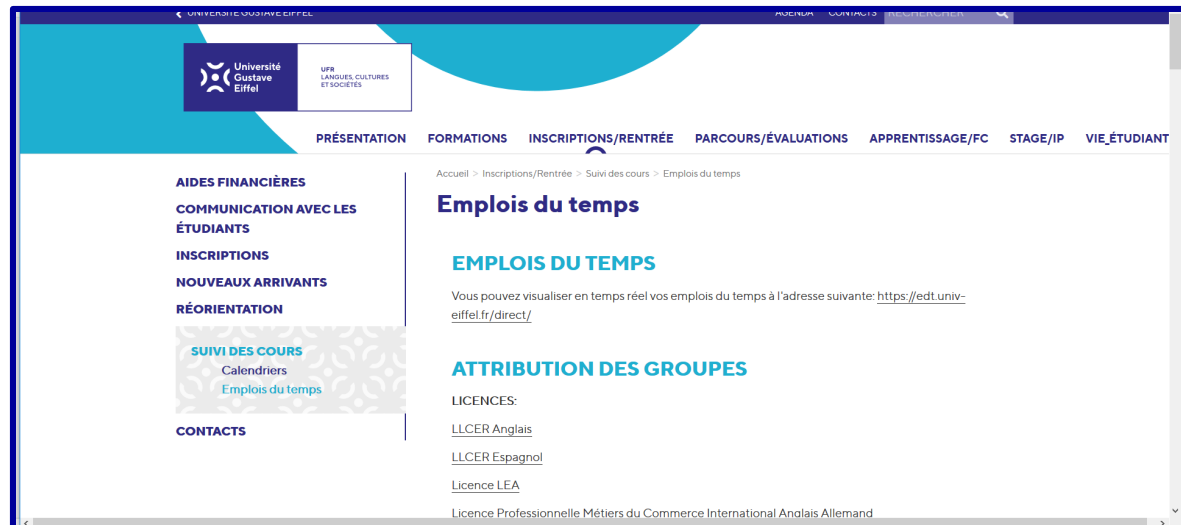 UNIVERSITÉ GUSTAVE EIFFEL
AGENDA CONTACTS RECHERCHER
Université
Gustave
Eiffel
UFR
LANGUES, CULTURES
ET SOCIÉTÉS
PRÉSENTATION FORMATIONS INSCRIPTIONS/RENTRÉE PARCOURS/ÉVALUATIONS APPRENTISSAGE/FC STAGE/IP VIE_ÉTUDIANT
AIDES FINANCIÈRES
COMMUNICATION AVEC LES
ÉTUDIANTS
INSCRIPTIONS
NOUVEAUX ARRIVANTS
RÉORIENTATION
SUIVI DES COURS
Calendriers
Emplois du temps
CONTACTS
Accueil > Inscriptions/Rentrée > Suivi des cours > Emplois du temps
Emplois du temps
EMPLOIS DU TEMPS
Vous pouvez visualiser en temps réel vos emplois du temps à l'adresse suivante: https://edt.univ-
eiffel.fr/direct/
ATTRIBUTION DES GROUPES
LICENCES:
LLCER Anglais
LLCER Espagnol
Licence LEA
Licence Professionnelle Métiers du Commerce International Anglais Allemand